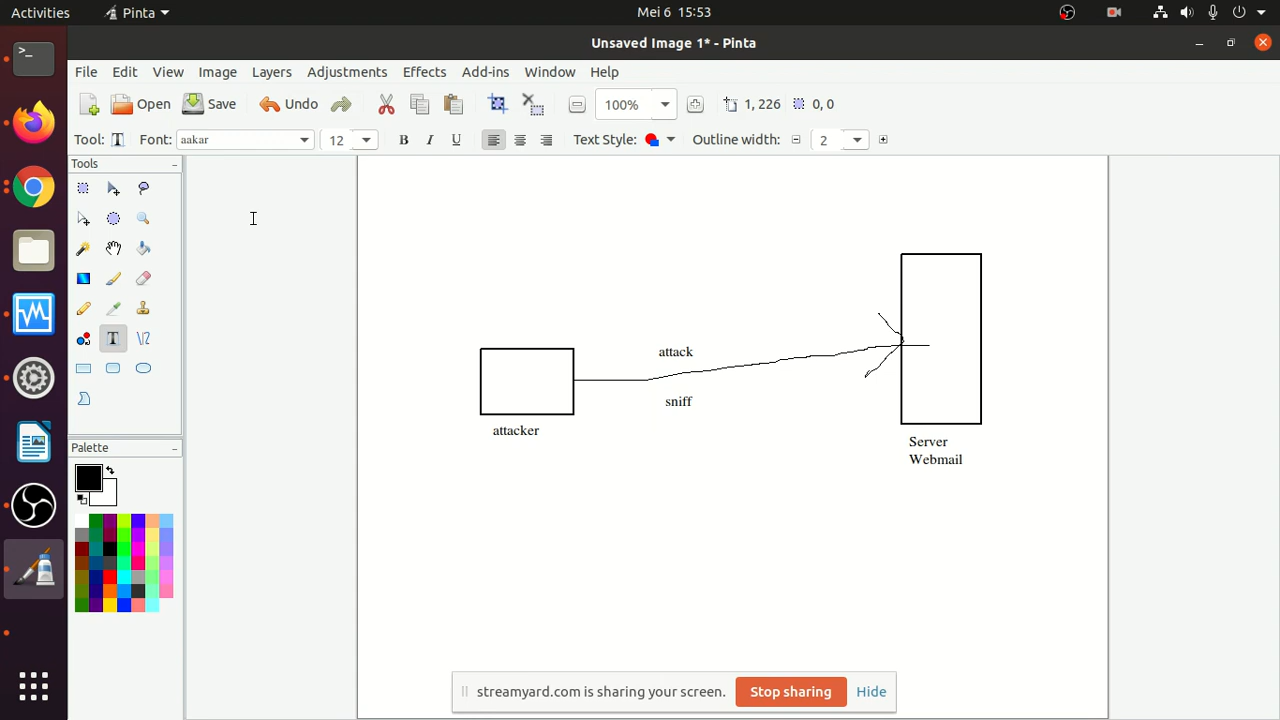 Activities
Pinta
Mei 6 15:53
Unsaved Image 1* - Pinta
File Edit View Image Layers Adjustments Effects Add-ins Window Help
Open Save Undo 100% 1, 226 0, 0
Tool: T Font: aakar 12 B I U Text Style: Outline width: 2
Tools
T
attack
sniff
attacker
Server
Webmail
Palette
streamyard.com is sharing your screen. Stop sharing Hide